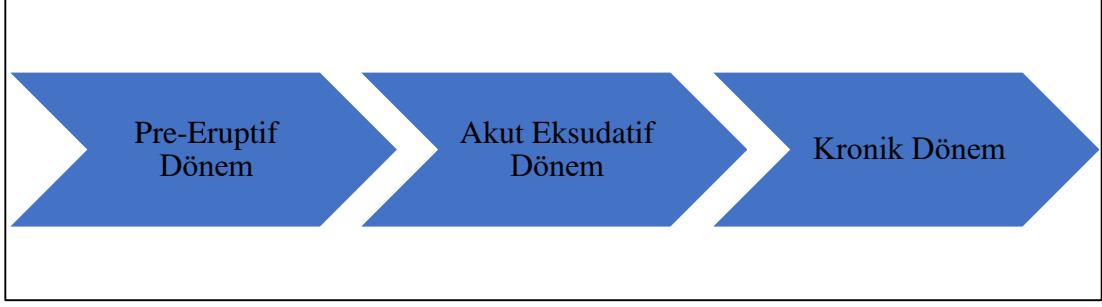 Pre-Eruptif
Dönem
Akut Eksudatif
Dönem
Kronik Dönem